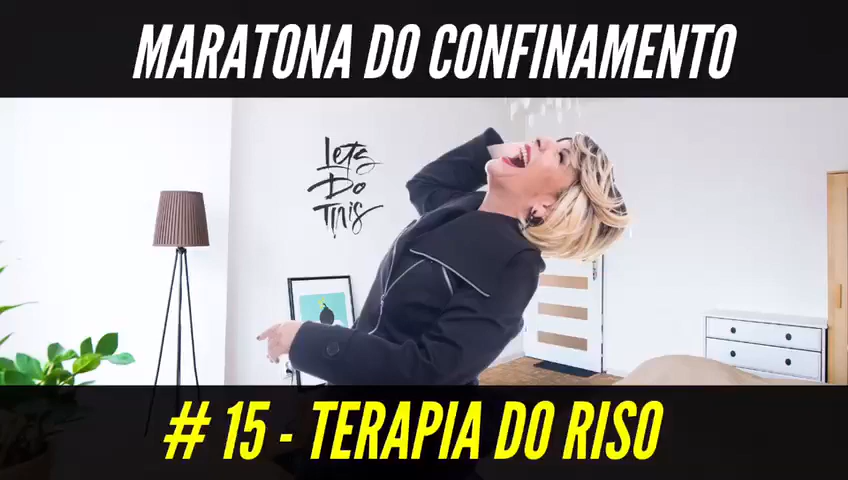 MARATONA DO CONFINAMENTO
Lets
Do
This
# 15 - TERAPIA DO RISO